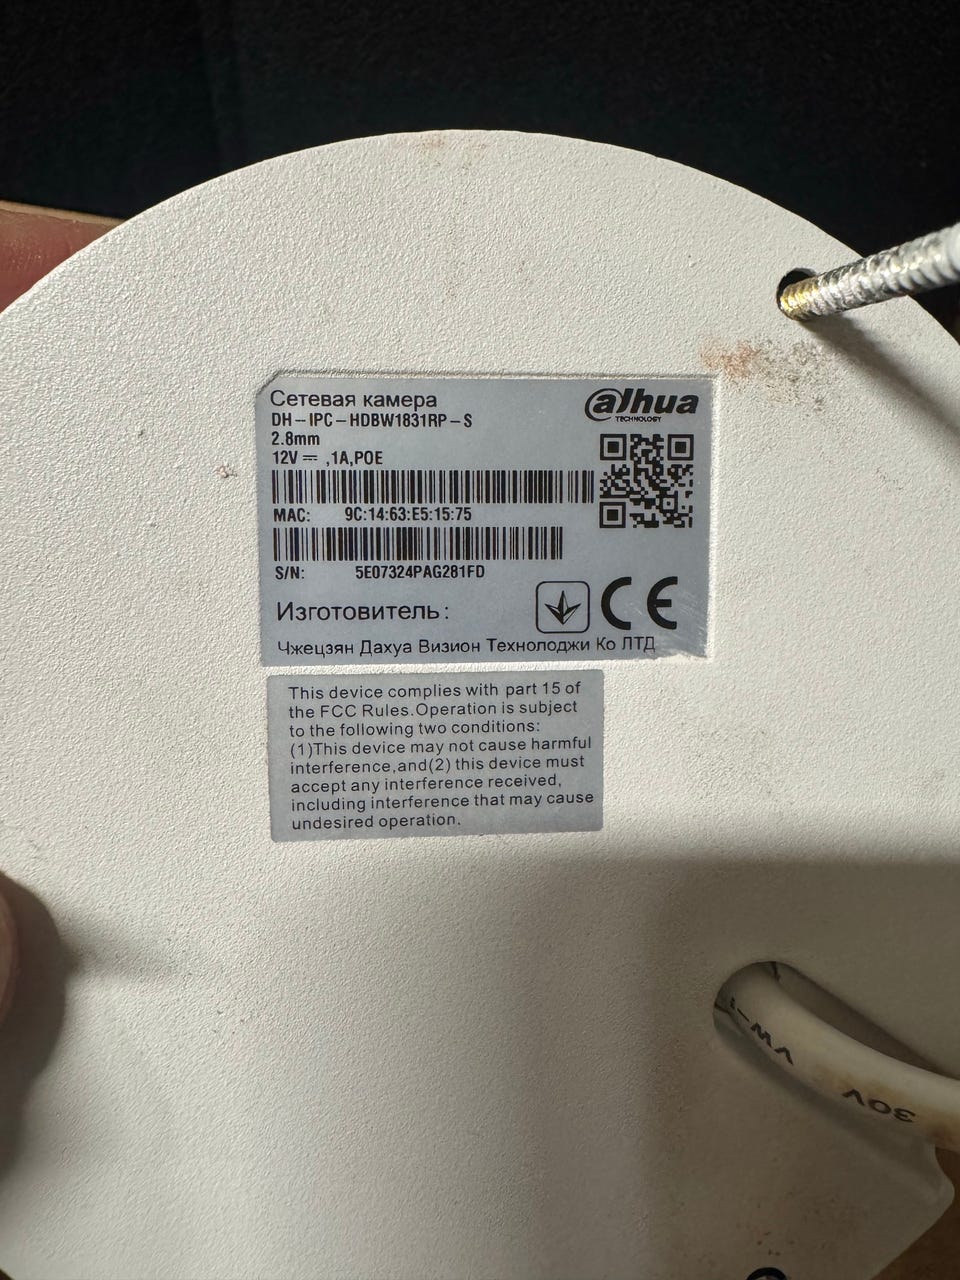 Сетевая камера
DH-IPC-HDBW1831RP-S
2.8mm
12V ⎓ ,1A,POE
alhua
TECHNOLOGY
MAC: 9C:14:63:E5:15:75
S/N: 5E07324PAG281FD
Изготовитель:
CE
Чжецзян Дахуа Визион Технолоджи Ко ЛТД
This device complies with part 15 of
the FCC Rules.Operation is subject
to the following two conditions:
(1)This device may not cause harmful
interference,and(2) this device must
accept any interference received,
including interference that may cause
undesired operation.
VW-1
30V